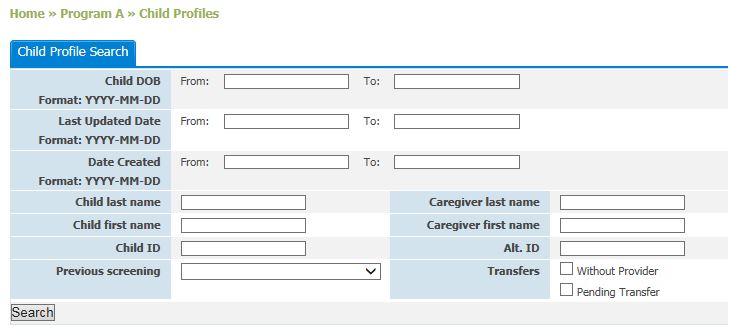 Home » Program A » Child Profiles
Child Profile Search
Child DOB From: To:
Format: YYYY-MM-DD
Last Updated Date From: To:
Format: YYYY-MM-DD
Date Created From: To:
Format: YYYY-MM-DD
Child last name Caregiver last name
Child first name Caregiver first name
Child ID Alt. ID
Previous screening Transfers Without Provider
Pending Transfer
Search